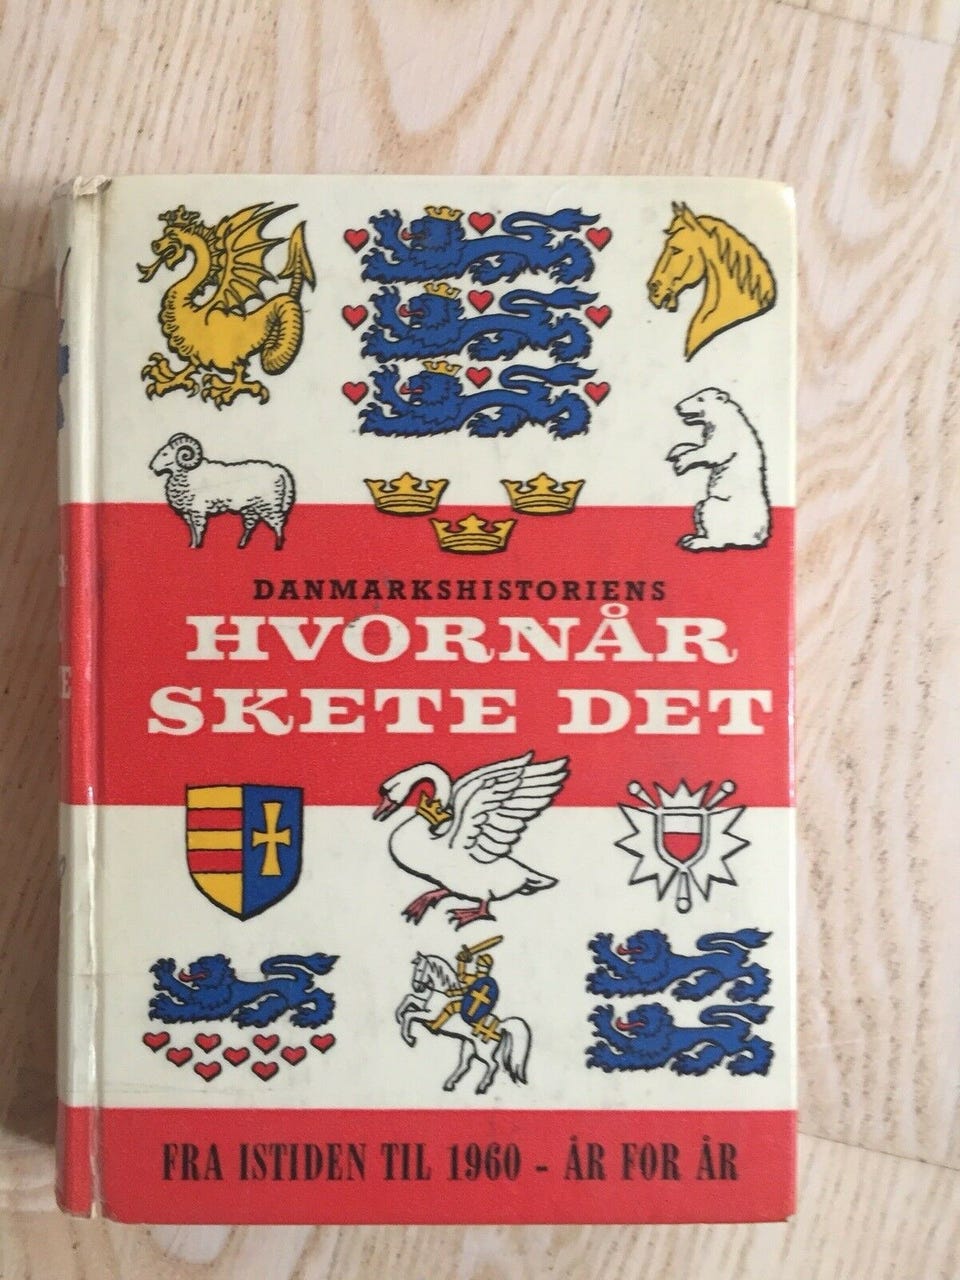 DANMARKSHISTORIENS
HVORNÅR
SKETE DET
FRA ISTIDEN TIL 1960 - ÅR FOR ÅR